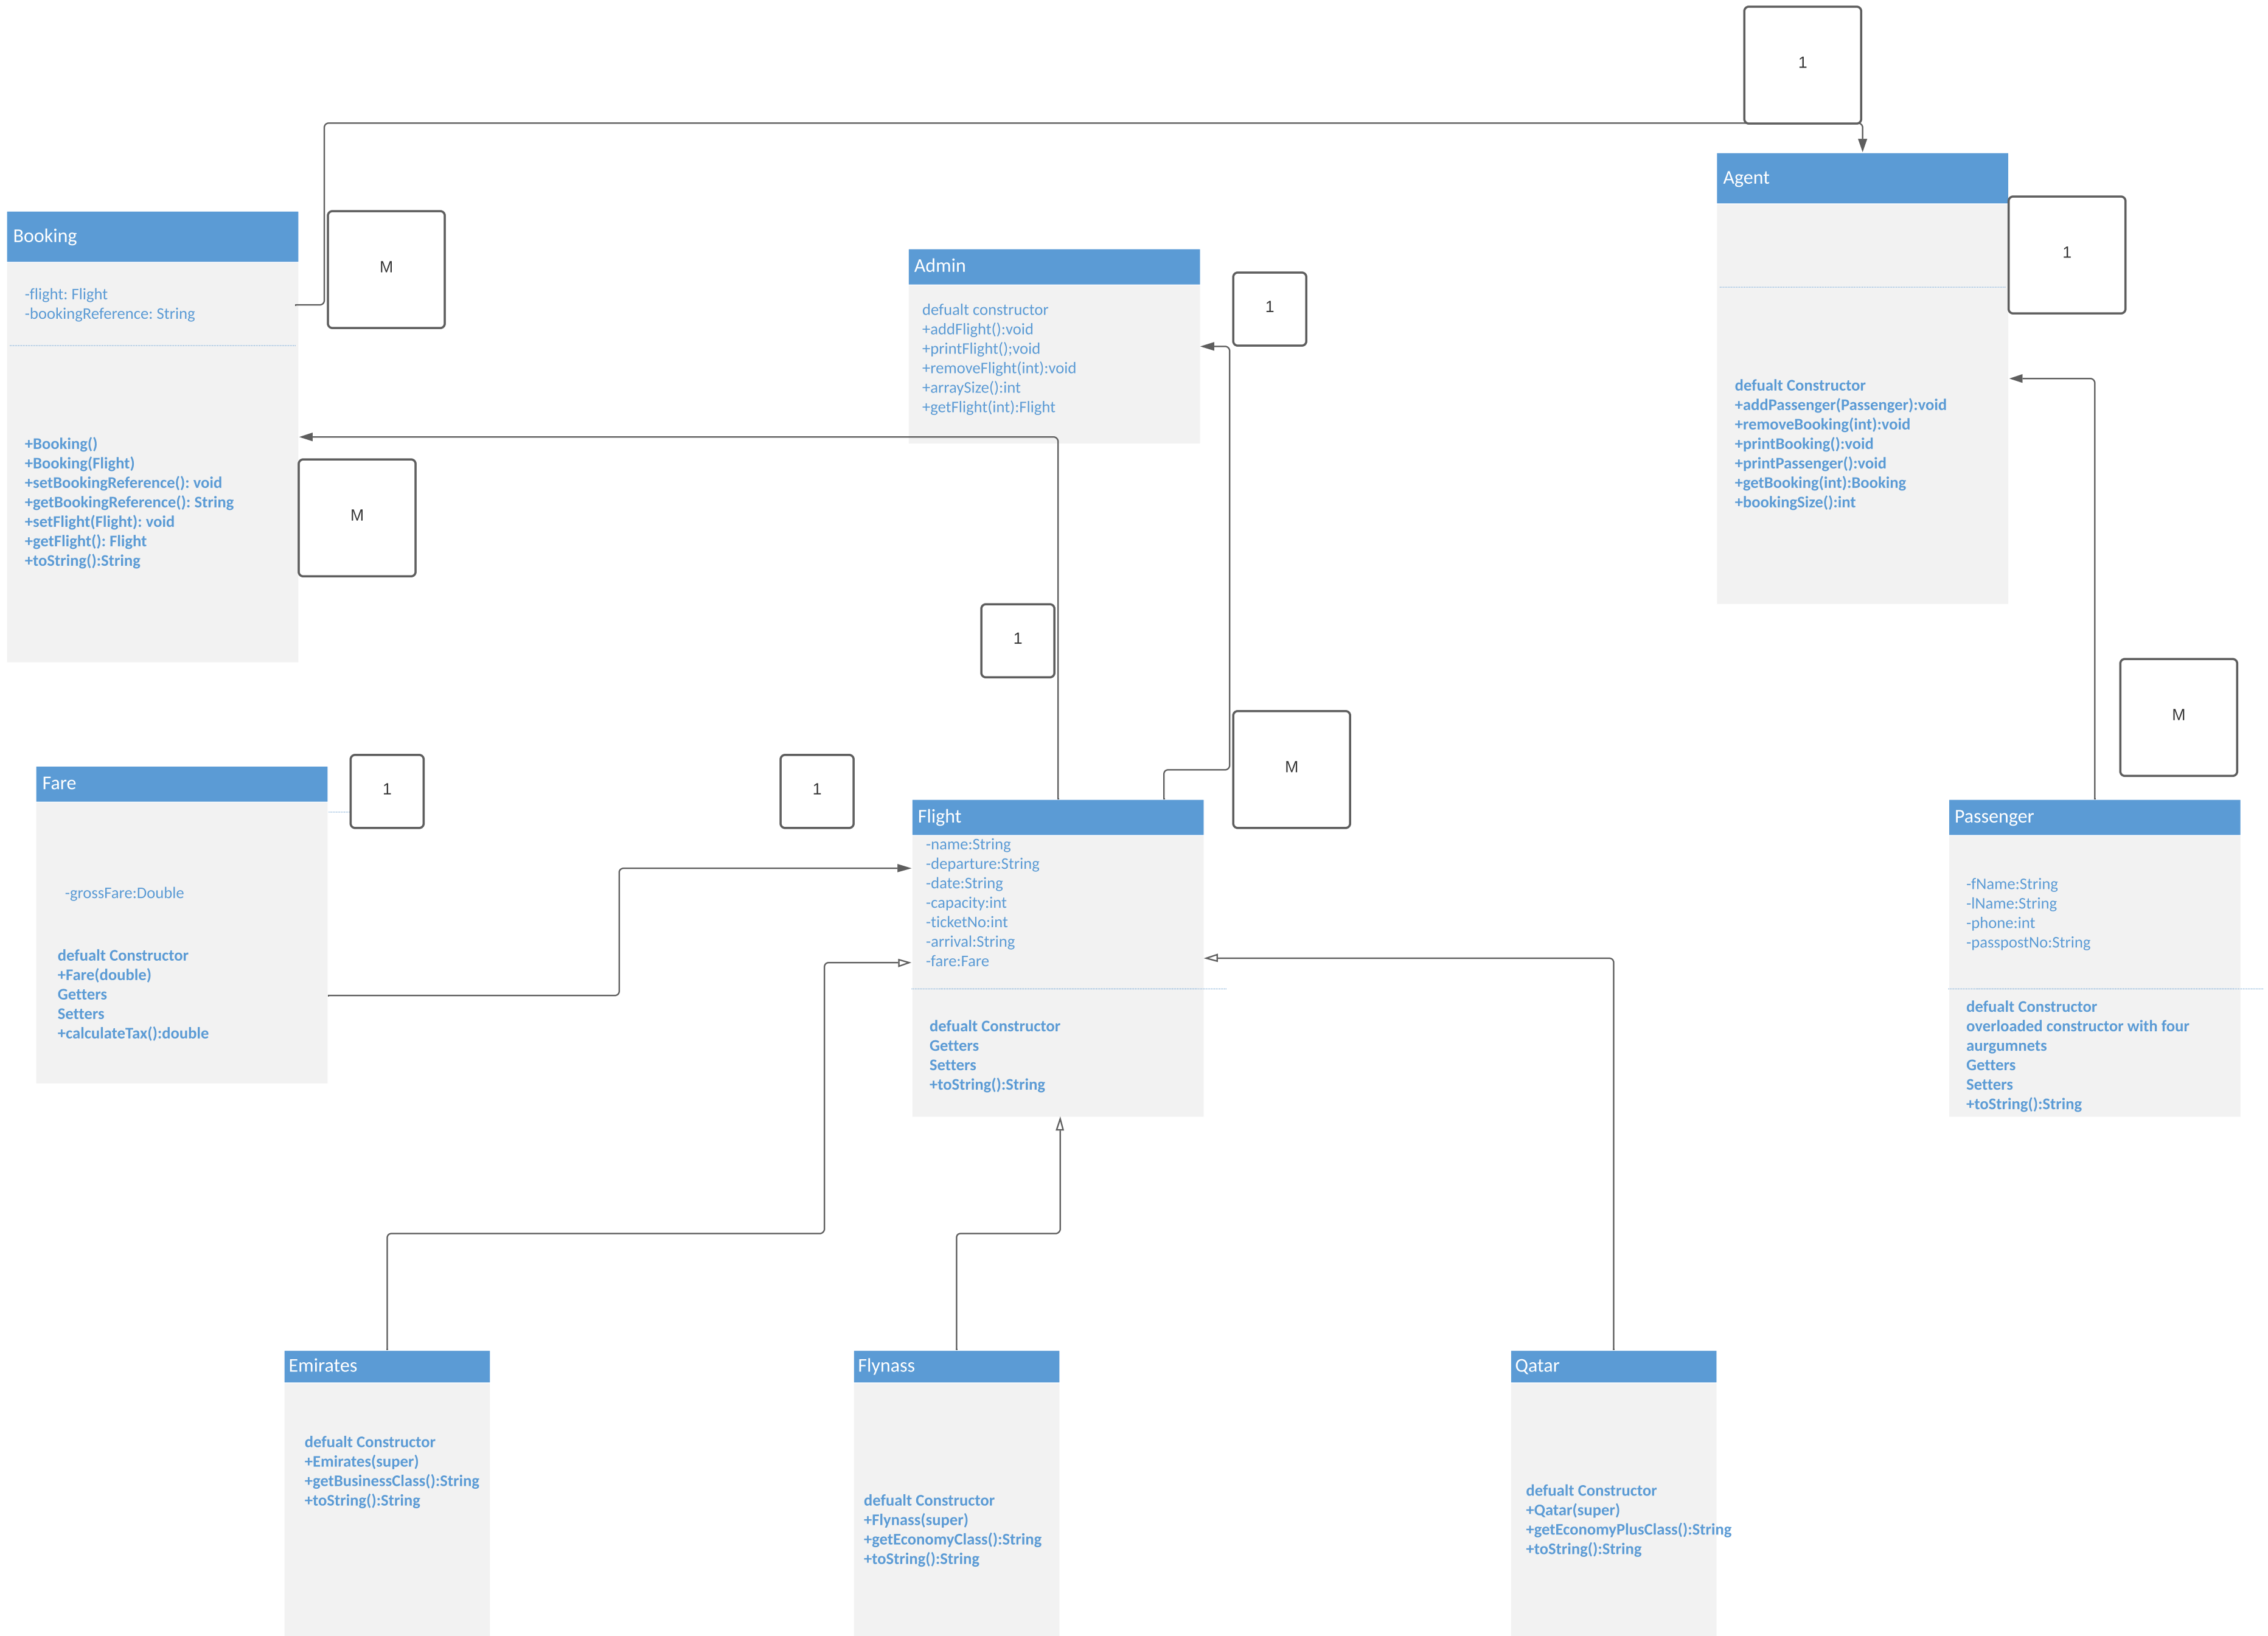 1
Agent
1
Booking
M
-flight: Flight
-bookingReference: String
Admin
defualt constructor
+addFlight():void
+printFlight();void
+removeFlight(int):void
+arraySize():int
+getFlight(int):Flight
1
defualt Constructor
+addPassenger(Passenger):void
+removeBooking(int):void
+printBooking():void
+printPassenger():void
+getBooking(int):Booking
+bookingSize():int
+Booking()
+Booking(Flight)
+setBookingReference(): void
+getBookingReference(): String
+setFlight(Flight): void
+getFlight(): Flight
+toString():String
M
1
M
M
Fare
1
1
-grossFare:Double
defualt Constructor
+Fare(double)
Getters
Setters
+calculateTax():double
Flight
-name:String
-departure:String
-date:String
-capacity:int
-ticketNo:int
-arrival:String
-fare:Fare
defualt Constructor
Getters
Setters
+toString():String
Passenger
-fName:String
-lName:String
-phone:int
-passpostNo:String
defualt Constructor
overloaded constructor with four
aurgumnets
Getters
Setters
+toString():String
Emirates
defualt Constructor
+Emirates(super)
+getBusinessClass():String
+toString():String
Flynass
defualt Constructor
+Flynass(super)
+getEconomyClass():String
+toString():String
Qatar
defualt Constructor
+Qatar(super)
+getEconomyPlusClass():String
+toString():String